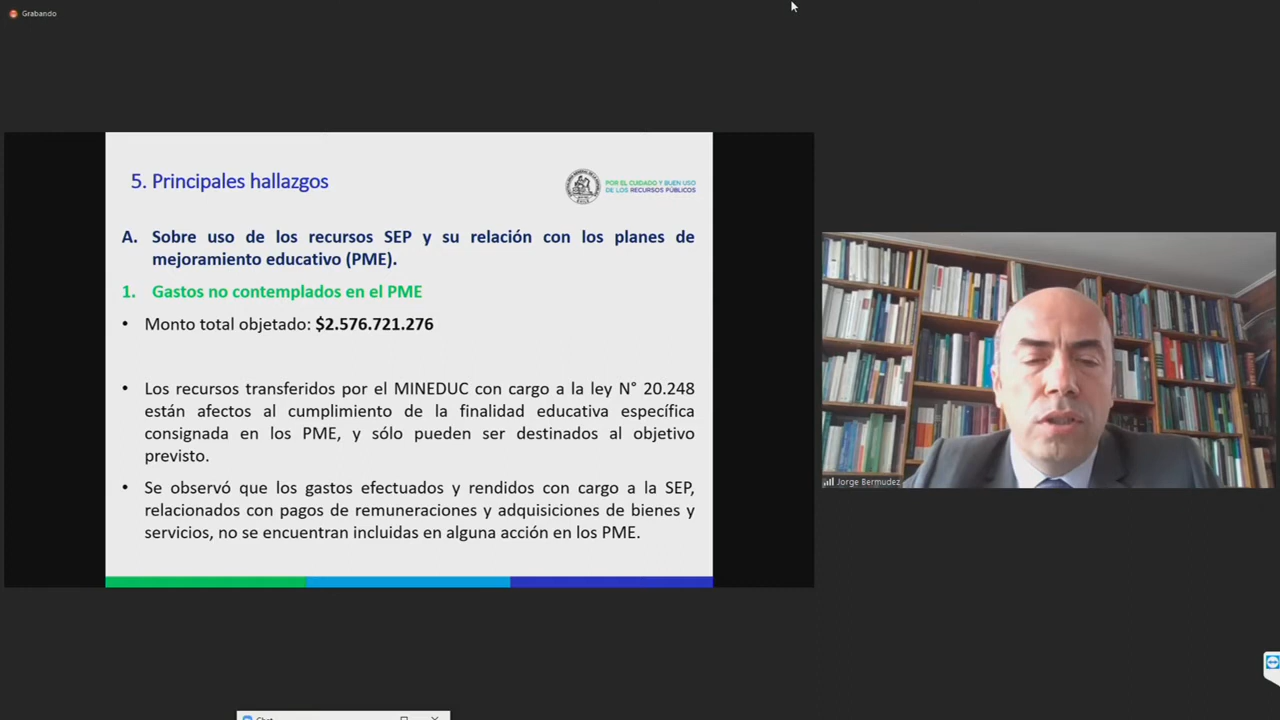 Grabando
5. Principales hallazgos
POR EL CUIDADO Y BUEN USO
DE LOS RECURSOS PÚBLICOS
A. Sobre uso de los recursos SEP y su relación con los planes de
mejoramiento educativo (PME).
1. Gastos no contemplados en el PME
• Monto total objetado: $2.576.721.276
• Los recursos transferidos por el MINEDUC con cargo a la ley N° 20.248
están afectos al cumplimiento de la finalidad educativa específica
consignada en los PME, y sólo pueden ser destinados al objetivo
previsto.
• Se observó que los gastos efectuados y rendidos con cargo a la SEP,
relacionados con pagos de remuneraciones y adquisiciones de bienes y
servicios, no se encuentran incluidas en alguna acción en los PME.
Jorge Bermudez